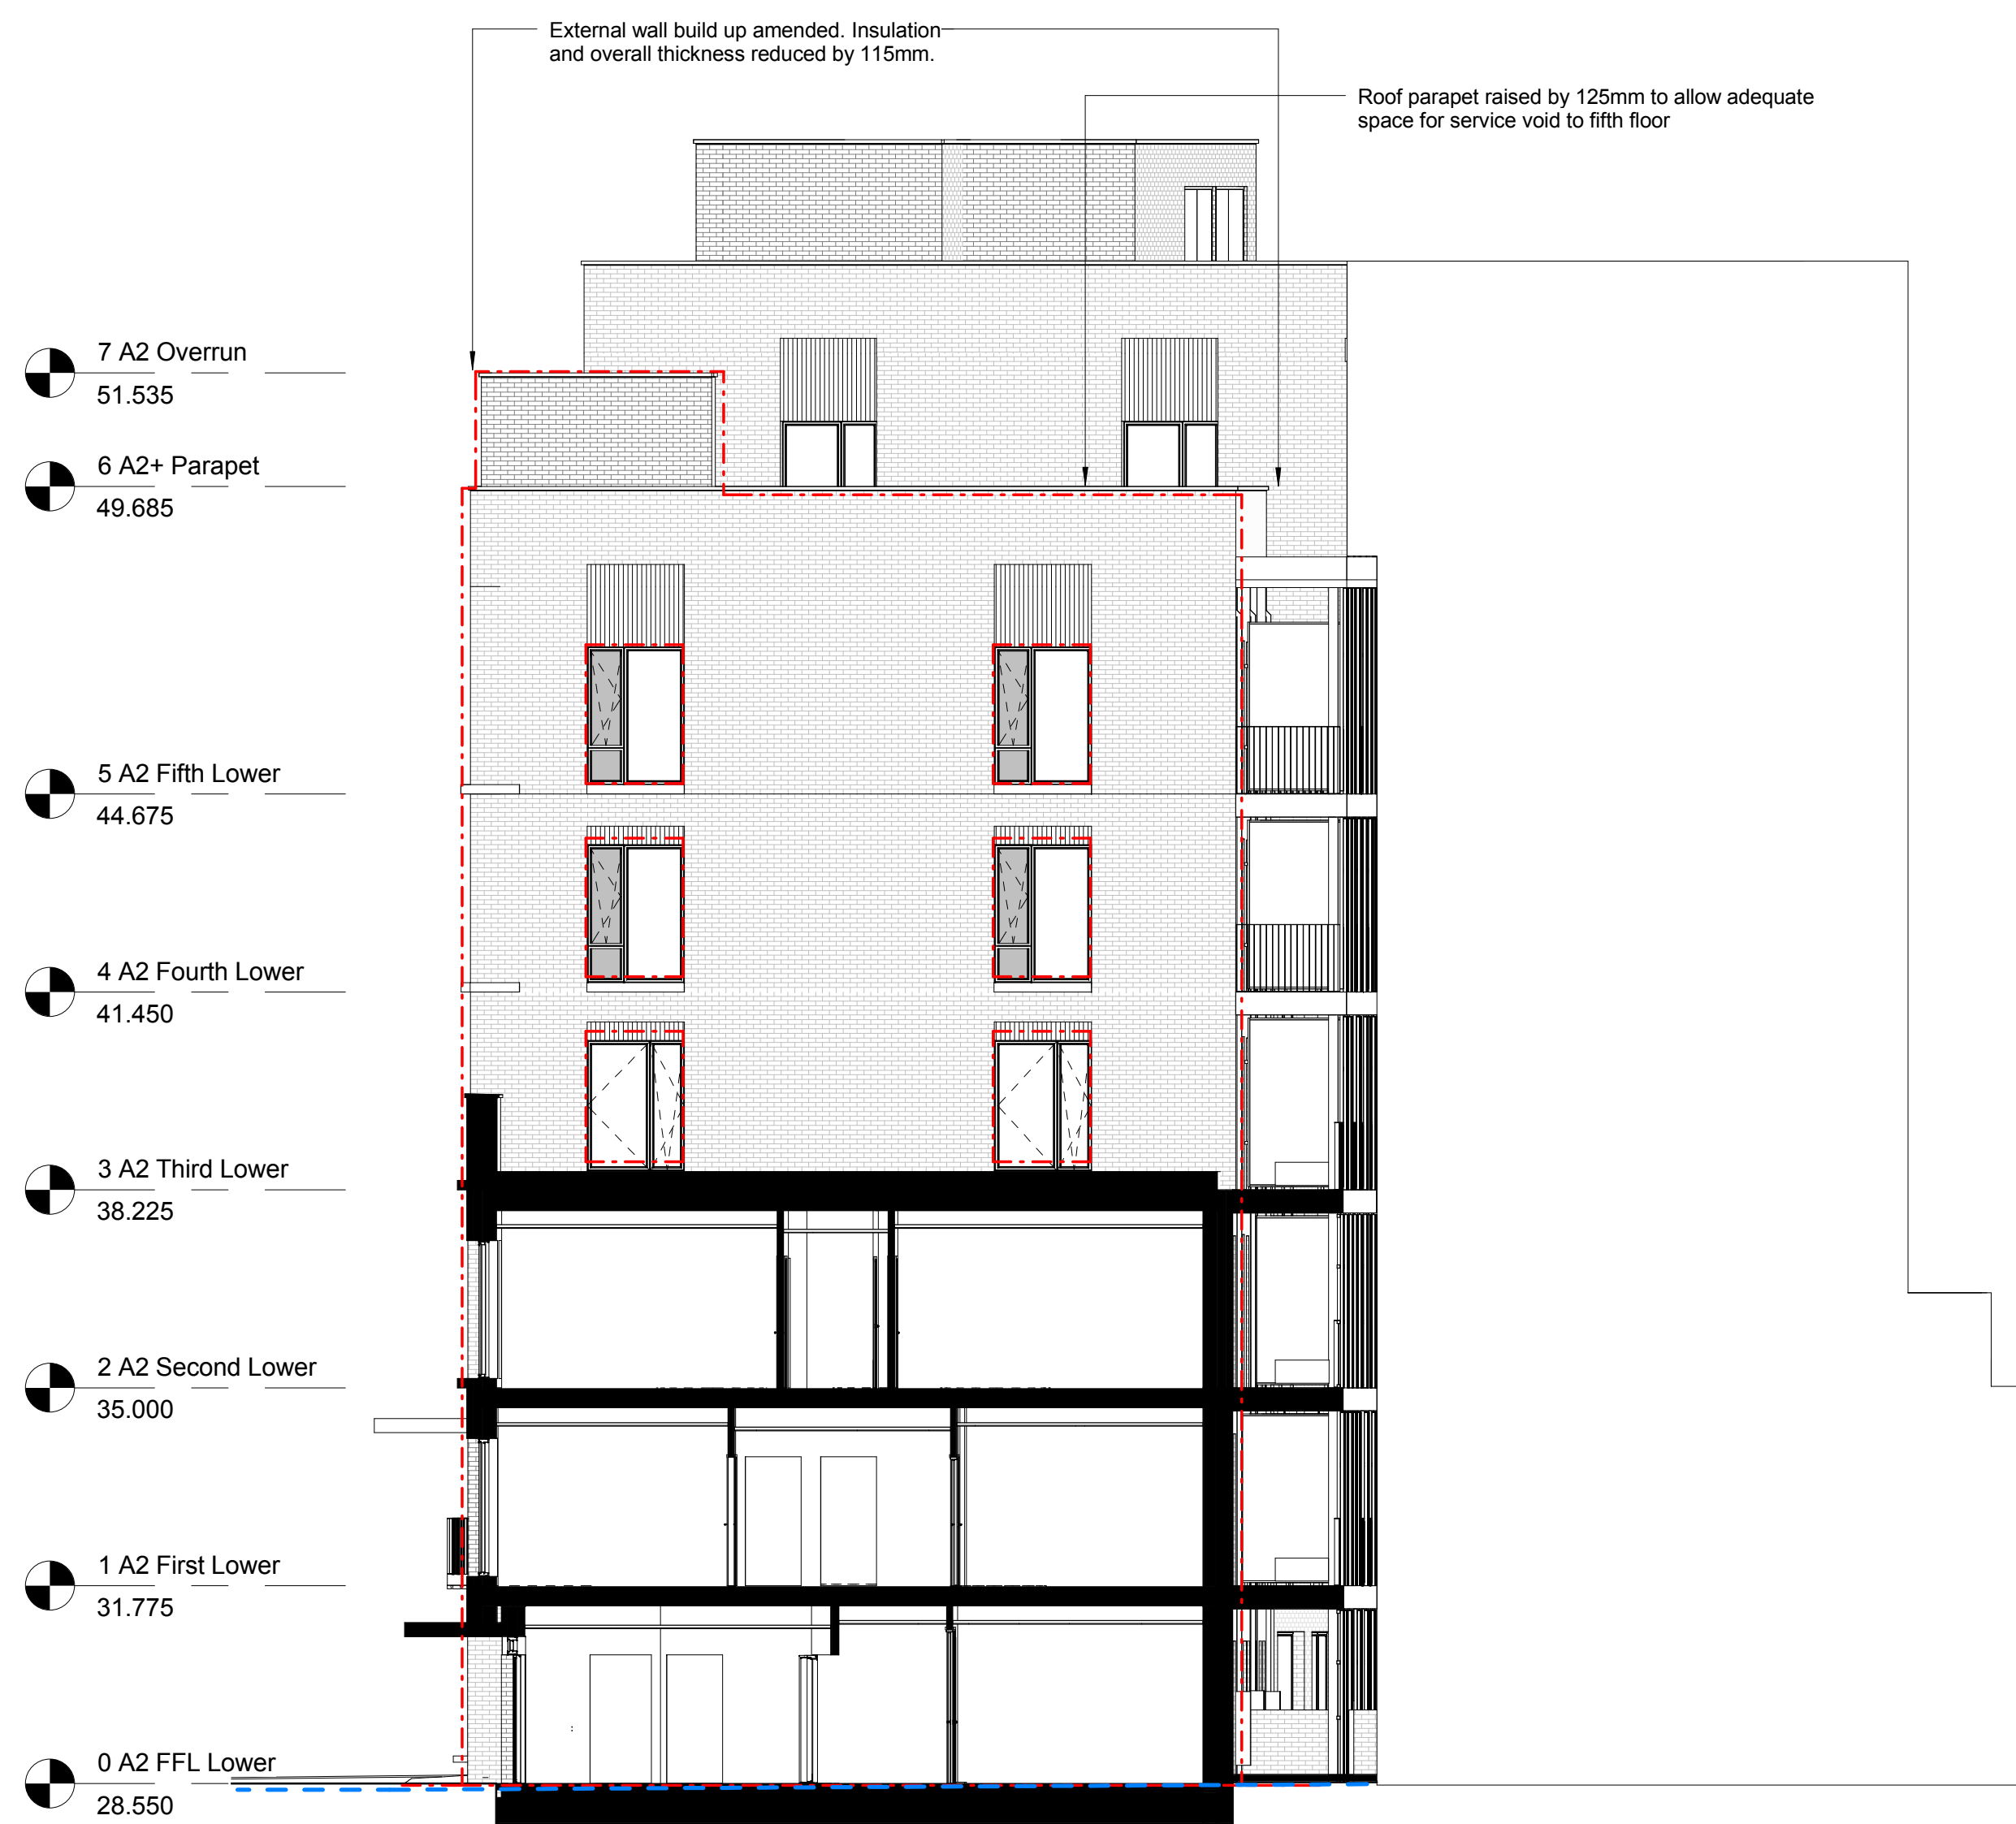 External wall build up amended. Insulation
and overall thickness reduced by 115mm.
Roof parapet raised by 125mm to allow adequate
space for service void to fifth floor
7 A2 Overrun
51.535
6 A2+ Parapet
49.685
5 A2 Fifth Lower
44.675
4 A2 Fourth Lower
41.450
3 A2 Third Lower
38.225
2 A2 Second Lower
35.000
1 A2 First Lower
31.775
0 A2 FFL Lower
28.550